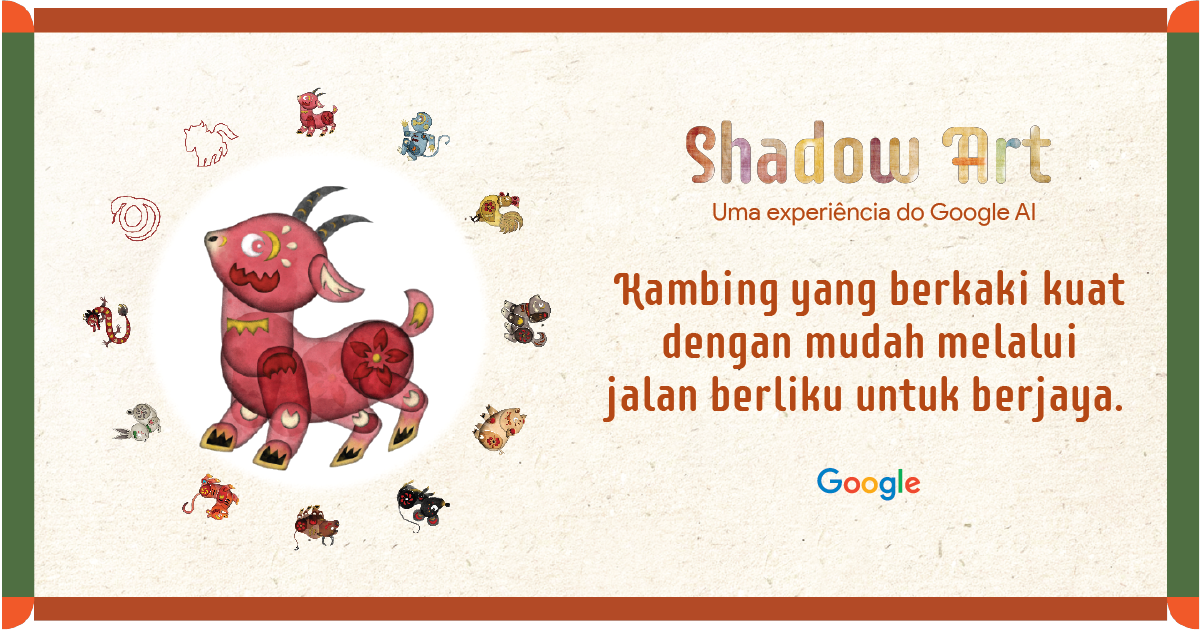 Shadow Art
Uma experiência do Google AI
Kambing yang berkaki kuat
dengan mudah melalui
jalan berliku untuk berjaya.
Google